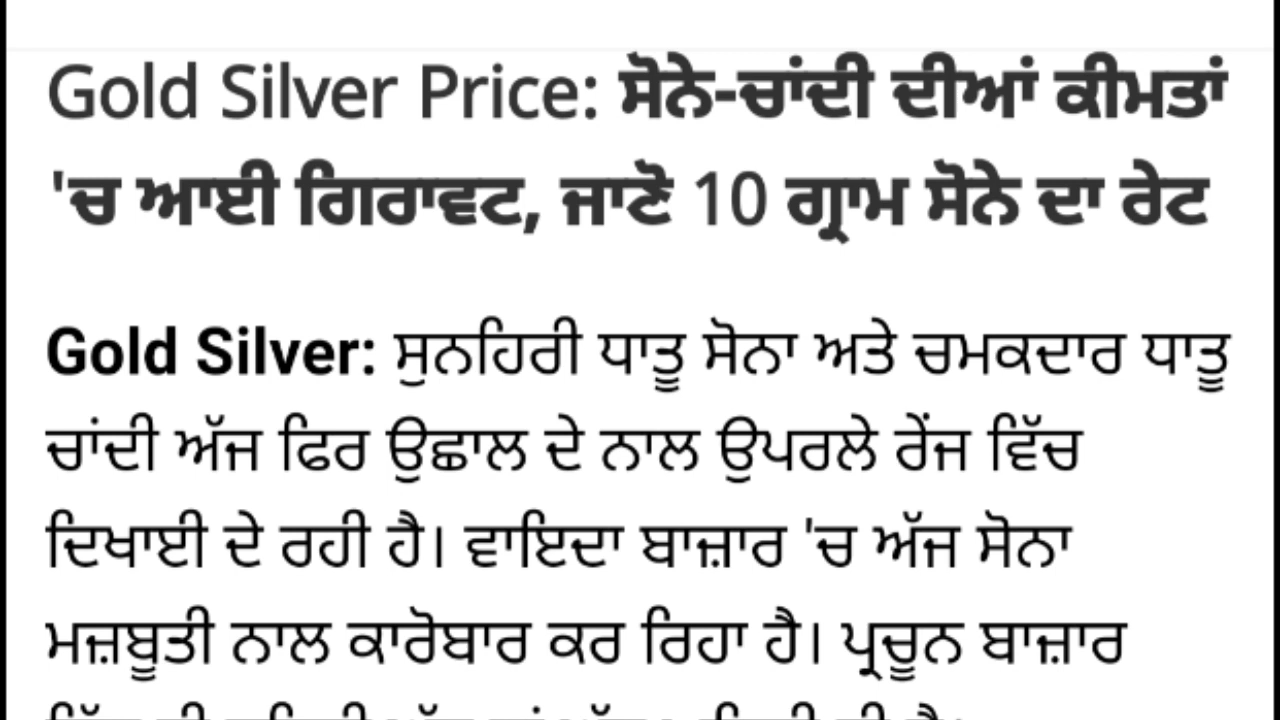 Gold Silver Price: ਸੋਨੇ-ਚਾਂਦੀ ਦੀਆਂ ਕੀਮਤਾਂ
'ਚ ਆਈ ਗਿਰਾਵਟ, ਜਾਣੋ 10 ਗ੍ਰਾਮ ਸੋਨੇ ਦਾ ਰੇਟ
Gold Silver: ਸੁਨਹਿਰੀ ਧਾਤੂ ਸੋਨਾ ਅਤੇ ਚਮਕਦਾਰ ਧਾਤੂ
ਚਾਂਦੀ ਅੱਜ ਫਿਰ ਉਛਾਲ ਦੇ ਨਾਲ ਉਪਰਲੇ ਰੇਂਜ ਵਿੱਚ
ਦਿਖਾਈ ਦੇ ਰਹੀ ਹੈ। ਵਾਇਦਾ ਬਾਜ਼ਾਰ 'ਚ ਅੱਜ ਸੋਨਾ
ਮਜ਼ਬੂਤੀ ਨਾਲ ਕਾਰੋਬਾਰ ਕਰ ਰਿਹਾ ਹੈ। ਪ੍ਰਚੂਨ ਬਾਜ਼ਾਰ